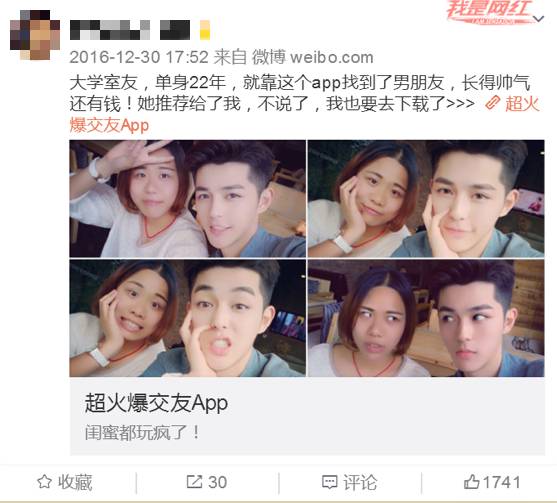 我是网红
I AM SENSATION
2016-12-30 17:52 来自 微博 weibo.com
大学室友，单身22年，就靠这个app找到了男朋友，长得帅气
还有钱！她推荐给了我，不说了，我也要去下载了>>> 超火
爆交友App
超火爆交友App
闺蜜都玩疯了！
收藏 30 评论 1741